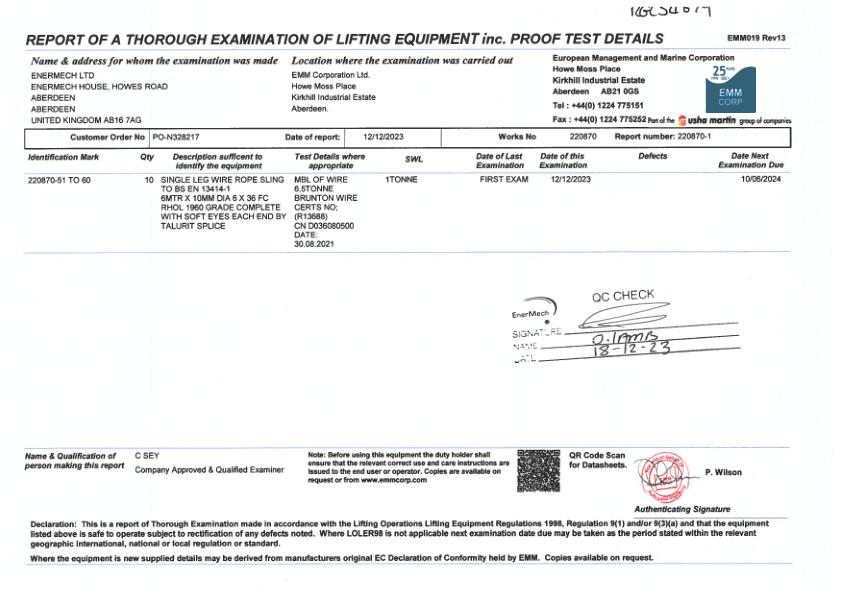 REPORT OF A THOROUGH EXAMINATION OF LIFTING EQUIPMENT inc. PROOF TEST DETAILS
EMM019 Rev13
Name & address for whom the examination was made
ENERMECH LTD
ENERMECH HOUSE, HOWES ROAD
ABERDEEN
ABERDEEN
UNITED KINGDOM AB16 7AG
Location where the examination was carried out
EMM Corporation Ltd.
Howe Moss Place
Kirkhill Industrial Estate
Aberdeen.
European Management and Marine Corporation
Howe Moss Place
Kirkhill Industrial Estate
Aberdeen AB21 0GS
Tel : +44(0) 1224 775151
Fax : +44(0) 1224 775252 Part of the usha martin group of companies
25 YEARS
EMM
CORP
Customer Order No PO-N328217 Date of report: 12/12/2023 Works No 220870 Report number: 220870-1
Identification Mark
Qty
Description sufficent to
identify the equipment
Test Details where
appropriate
SWL
Date of Last
Examination
Date of this
Examination
Defects
Date Next
Examination Due
220870-51 TO 60
10
SINGLE LEG WIRE ROPE SLING
TO BS EN 13414-1
6MTR X 10MM DIA 6 X 36 FC
RHOL 1960 GRADE COMPLETE
WITH SOFT EYES EACH END BY
TALURIT SPLICE
MBL OF WIRE
6.5TONNE
BRUNTON WIRE
CERTS NO;
(R13688)
CN D036080500
DATE:
30.08.2021
1TONNE
FIRST EXAM
12/12/2023
10/06/2024
EnerMech
QC CHECK
SIGNATURE
NAME O.LAMB
DATE 18-12-23
Name & Qualification of
person making this report
C SEY
Company Approved & Qualified Examiner
Note: Before using this equipment the duty holder shall
ensure that the relevant correct use and care instructions are
issued to the end user or operator. Copies are available on
request or from www.emmcorp.com
QR Code Scan
for Datasheets.
P. Wilson
Authenticating Signature
Declaration: This is a report of Thorough Examination made in accordance with the Lifting Operations Lifting Equipment Regulations 1998, Regulation 9(1) and/or 9(3)(a) and that the equipment
listed above is safe to operate subject to rectification of any defects noted. Where LOLER98 is not applicable next examination date due may be taken as the period stated within the relevant
geographic International, national or local regulation or standard.
Where the equipment is new supplied details may be derived from manufacturers original EC Declaration of Conformity held by EMM. Copies available on request.